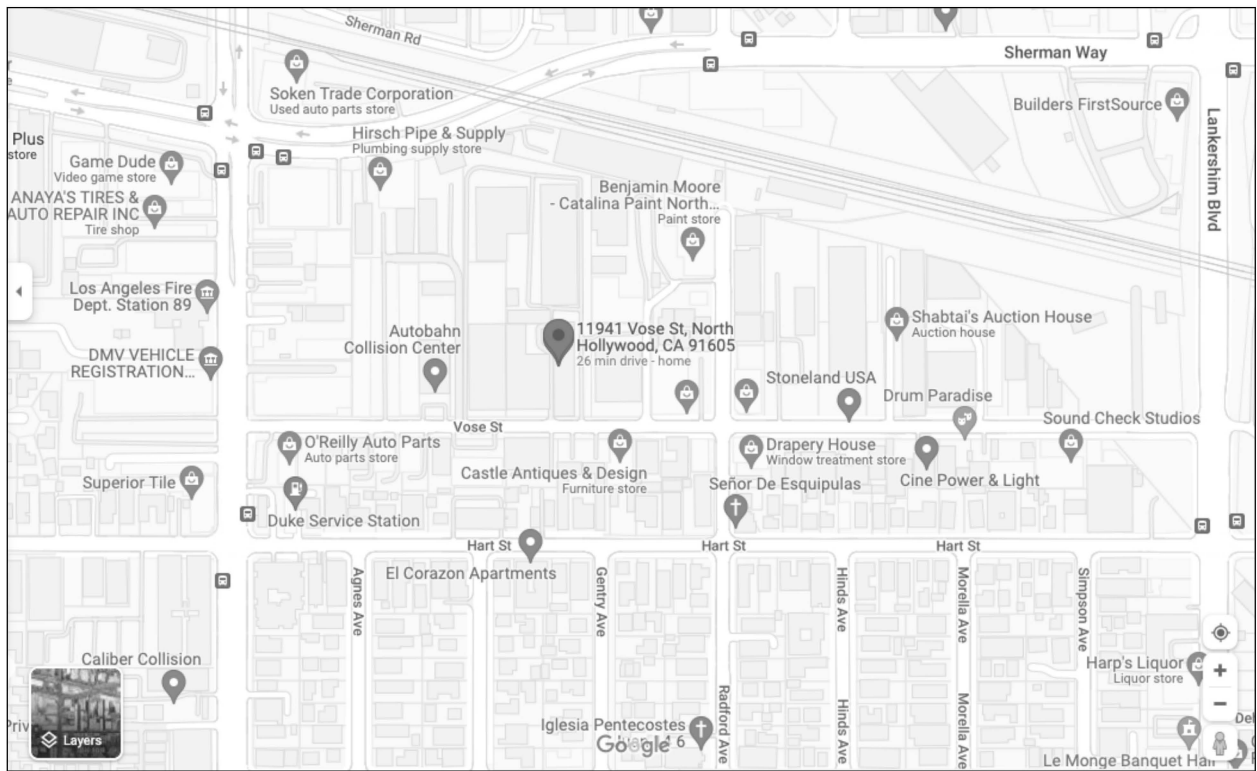 Sherman Rd
Sherman Way
Soken Trade Corporation
Used auto parts store
Builders FirstSource
Lankershim Blvd
Plus
store
Hirsch Pipe & Supply
Plumbing supply store
Game Dude
Video game store
ANAYA'S TIRES &
AUTO REPAIR INC
Tire shop
Benjamin Moore
- Catalina Paint North...
Paint store
Los Angeles Fire
Dept. Station 89
Autobahn
Collision Center
11941 Vose St, North
Hollywood, CA 91605
26 min drive - home
Shabtai's Auction House
Auction house
DMV VEHICLE
REGISTRATION...
Stoneland USA
Drum Paradise
Sound Check Studios
Vose St
O'Reilly Auto Parts
Auto parts store
Castle Antiques & Design
Furniture store
Drapery House
Window treatment store
Cine Power & Light
Superior Tile
Señor De Esquipulas
Duke Service Station
Hart St
Hart St
Hart St
El Corazon Apartments
Agnes Ave
Gentry Ave
Hinds Ave
Morella Ave
Simpson Ave
Caliber Collision
Harp's Liquor
Liquor store
Radford Ave
Hinds Ave
Morella Ave
Layers
Iglesia Pentecostes
6
Google
Le Monge Banquet Hall